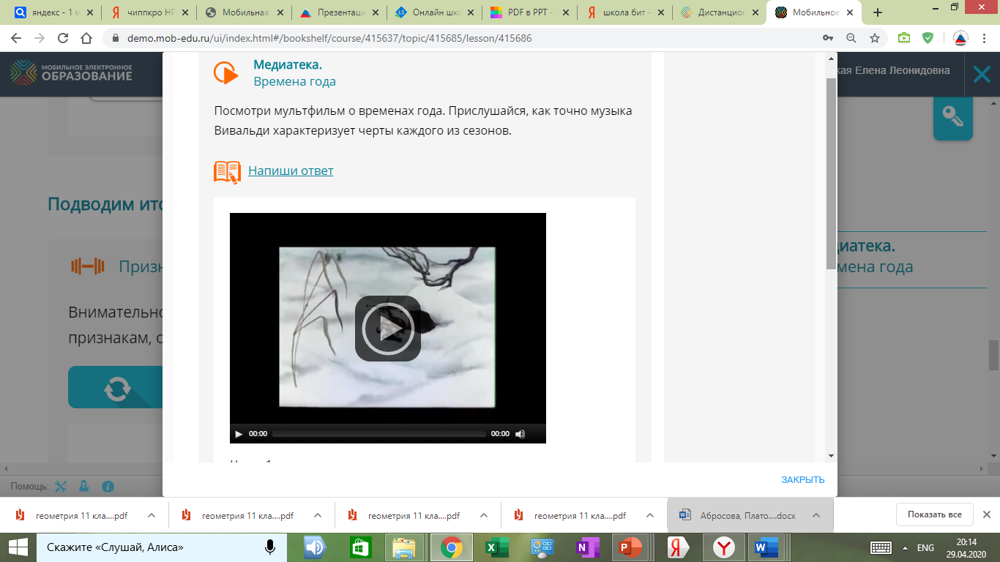 яндекс - 1 м
чиппкро НР
Мобильная
Презентаци
Онлайн шко
PDF в PPT -
школа бит –
Дистанцион
Мобильное
demo.mob-edu.ru/ui/index.html#/bookshelf/course/415637/topic/415685/lesson/415686
МОБИЛЬНОЕ ЭЛЕКТРОННОЕ
ОБРАЗОВАНИЕ
кая Елена Леонидовна
Медиатека.
Времена года
Посмотри мультфильм о временах года. Прислушайся, как точно музыка
Вивальди характеризует черты каждого из сезонов.
Напиши ответ
Подводим ито
Призн
Внимательно
признакам, о
диатека.
мена года
00:00
00:00
ЗАКРЫТЬ
Помощь:
геометрия 11 кла....pdf
геометрия 11 кла....pdf
геометрия 11 кла....pdf
геометрия 11 кла....pdf
Абросова, Плато....docx
Показать все
Скажите «Слушай, Алиса»
ENG
20:14
29.04.2020